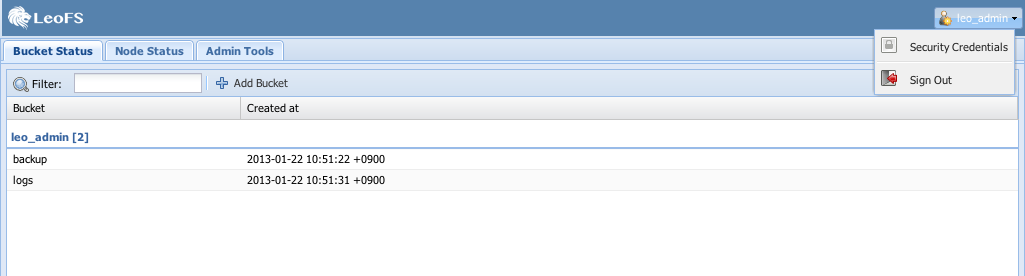 LeoFS
leo_admin
Security Credentials
Sign Out
Bucket Status Node Status Admin Tools
Filter: Add Bucket
Bucket Created at
leo_admin [2]
backup 2013-01-22 10:51:22 +0900
logs 2013-01-22 10:51:31 +0900